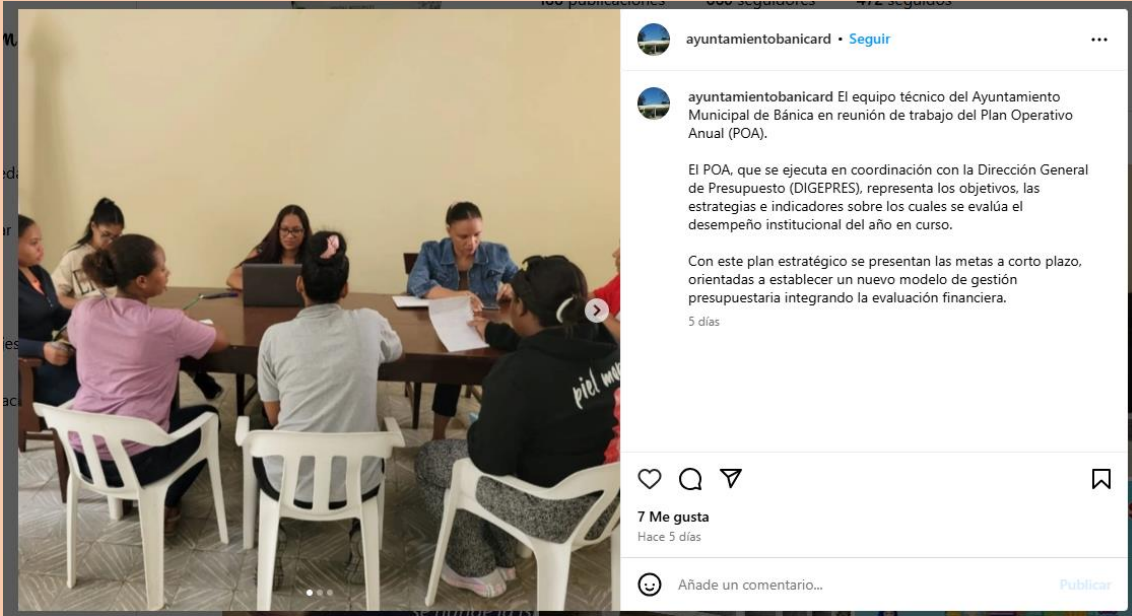 188 publicaciones 472 seguidos
ayuntamientobanicard • Seguir
ayuntamientobanicard El equipo técnico del Ayuntamiento
Municipal de Bánica en reunión de trabajo del Plan Operativo
Anual (POA).
El POA, que se ejecuta en coordinación con la Dirección General
de Presupuesto (DIGEPRES), representa los objetivos, las
estrategias e indicadores sobre los cuales se evalúa el
desempeño institucional del año en curso.
Con este plan estratégico se presentan las metas a corto plazo,
orientadas a establecer un nuevo modelo de gestión
presupuestaria integrando la evaluación financiera.
5 días
piel
7 Me gusta
Hace 5 días
Añade un comentario...
Publicar